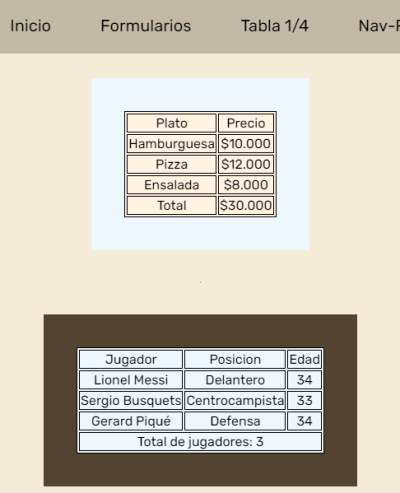 Inicio Formularios Tabla 1/4 Nav-F
Plato Precio
Hamburguesa $10.000
Pizza $12.000
Ensalada $8.000
Total $30.000
.
Jugador Posicion Edad
Lionel Messi Delantero 34
Sergio Busquets Centrocampista 33
Gerard Piqué Defensa 34
Total de jugadores: 3